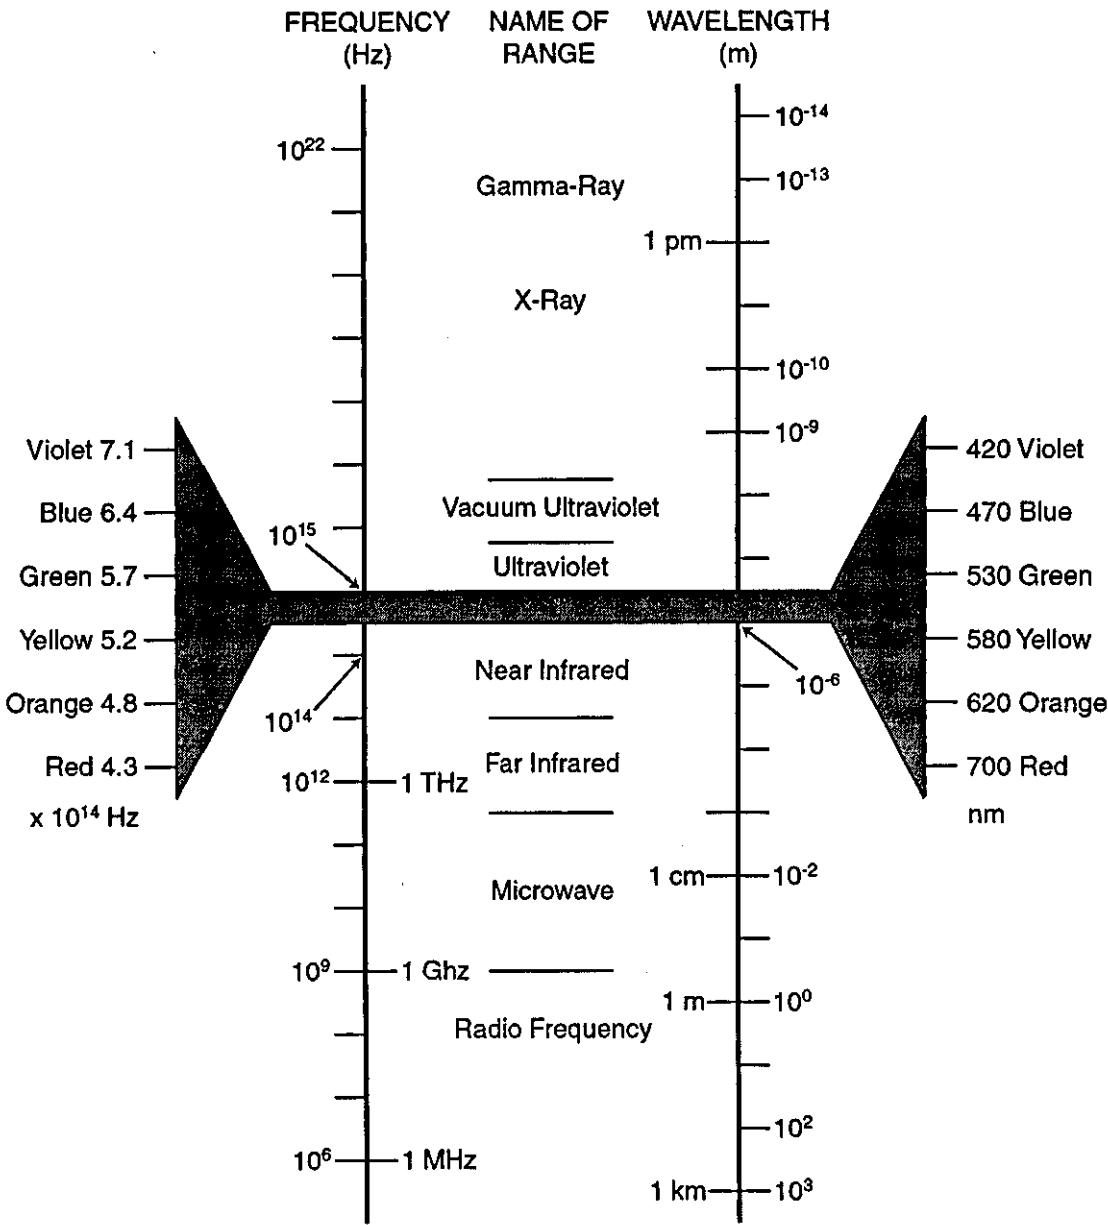 FREQUENCY
(Hz)
NAME OF
RANGE
WAVELENGTH
(m)
10⁻¹⁴
10²²
10⁻¹³
Gamma-Ray
1 pm
X-Ray
10⁻¹⁰
10⁻⁹
Violet 7.1
420 Violet
Vacuum Ultraviolet
Blue 6.4
470 Blue
10¹⁵
Ultraviolet
Green 5.7
530 Green
Yellow 5.2
580 Yellow
Near Infrared
10⁻⁶
Orange 4.8
620 Orange
10¹⁴
Red 4.3
Far Infrared
700 Red
10¹² 1 THz
x 10¹⁴ Hz
nm
1 cm 10⁻²
Microwave
10⁹ 1 Ghz
1 m 10⁰
Radio Frequency
10²
10⁶ 1 MHz
1 km 10³